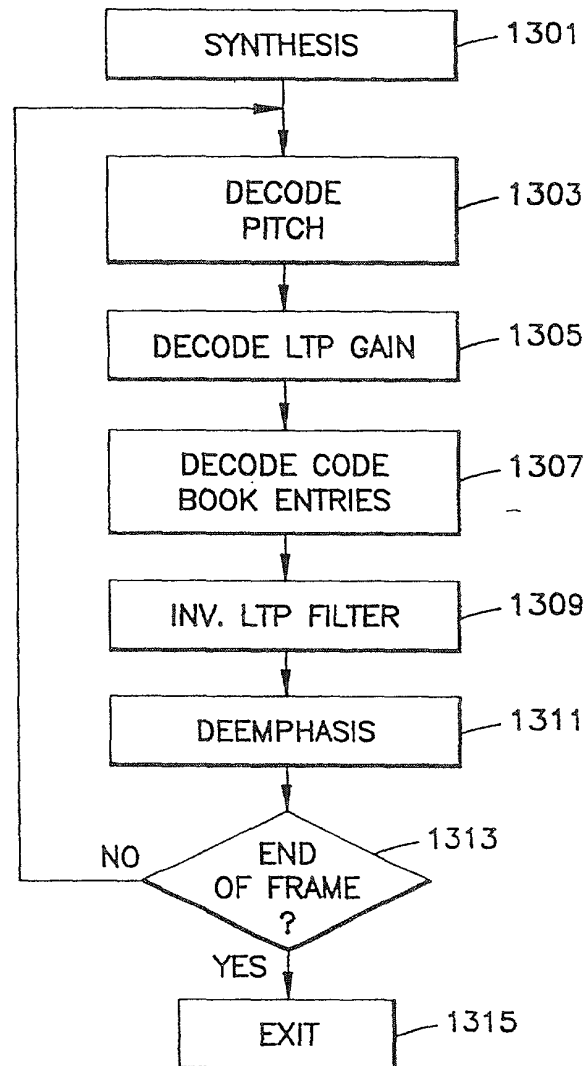 SYNTHESIS
1301
DECODE
PITCH
1303
DECODE LTP GAIN
1305
DECODE CODE
BOOK ENTRIES
1307
INV. LTP FILTER
1309
DEEMPHASIS
1311
END
OF FRAME
?
1313
NO
YES
EXIT
1315